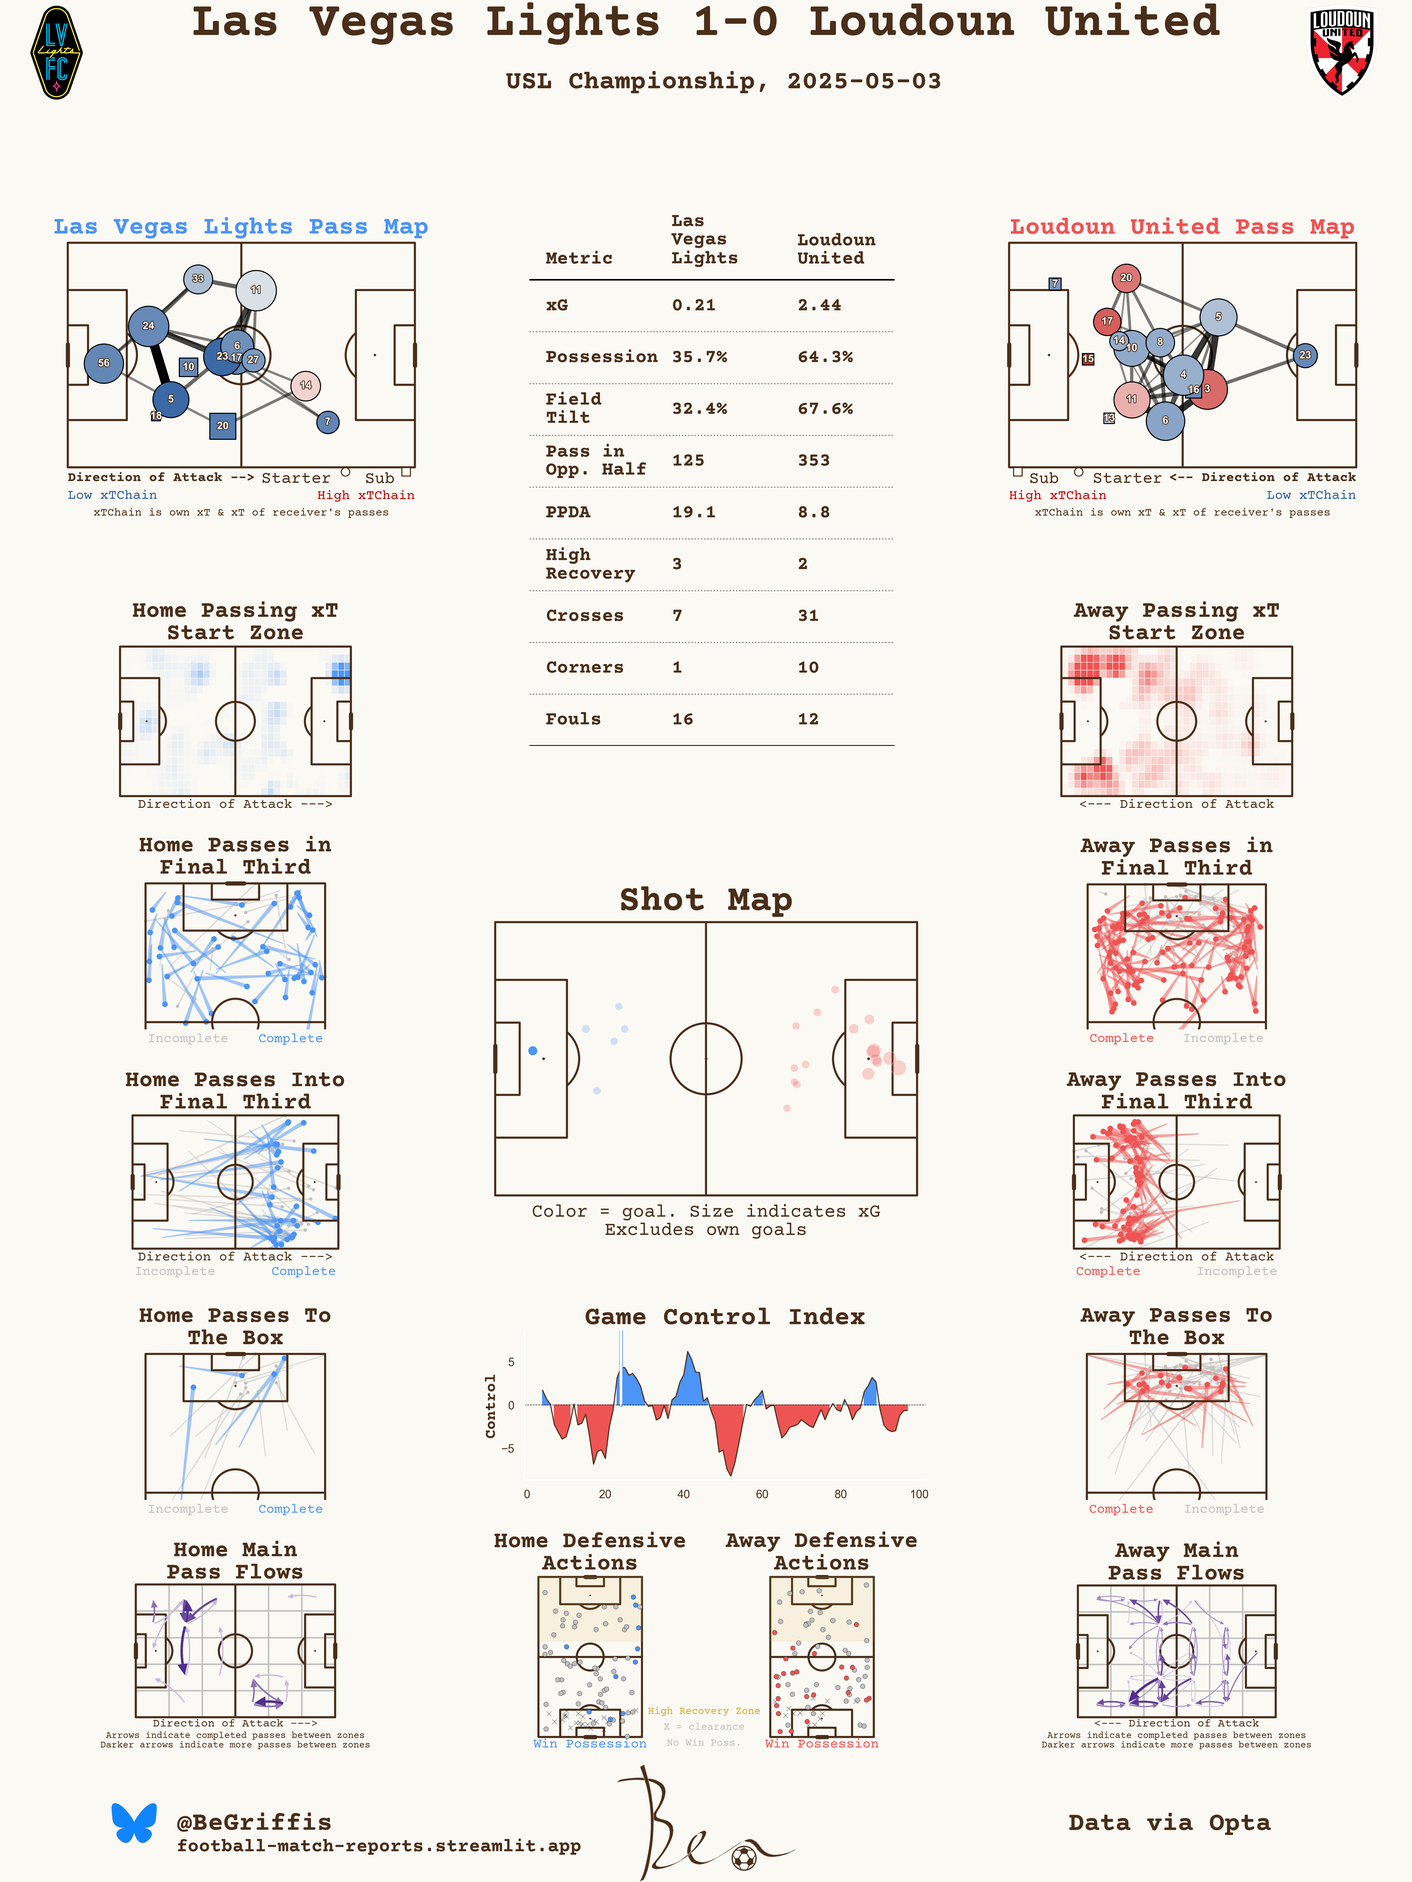 Las Vegas Lights 1-0 Loudoun United
USL Championship, 2025-05-03
LV
Lights
FC
LOUDOUN
UNITED
Las Vegas Lights Pass Map
33
11
24
6
23
17
27
56
10
14
5
18
20
7
Direction of Attack --> Starter Sub
Low xTChain High xTChain
xTChain is own xT & xT of receiver's passes
Metric Las Vegas Lights Loudoun United
xG 0.21 2.44
Possession 35.7% 64.3%
Field Tilt 32.4% 67.6%
Pass in Opp. Half 125 353
PPDA 19.1 8.8
High Recovery 3 2
Crosses 7 31
Corners 1 10
Fouls 16 12
Loudoun United Pass Map
7
20
17
5
14
10
8
23
15
4
16
3
11
13
6
Sub Starter <-- Direction of Attack
High xTChain Low xTChain
xTChain is own xT & xT of receiver's passes
Home Passing xT
Start Zone
Direction of Attack --->
Away Passing xT
Start Zone
<--- Direction of Attack
Home Passes in
Final Third
Incomplete Complete
Shot Map
Color = goal. Size indicates xG
Excludes own goals
Away Passes in
Final Third
Complete Incomplete
Home Passes Into
Final Third
Direction of Attack --->
Incomplete Complete
Away Passes Into
Final Third
<--- Direction of Attack
Complete Incomplete
Home Passes To
The Box
Incomplete Complete
Game Control Index
Control
5
0
−5
0 20 40 60 80 100
Away Passes To
The Box
Complete Incomplete
Home Main
Pass Flows
Direction of Attack --->
Arrows indicate completed passes between zones
Darker arrows indicate more passes between zones
Home Defensive
Actions
Win Possession
High Recovery Zone
X = clearance
No Win Poss.
Away Defensive
Actions
Win Possession
Away Main
Pass Flows
<--- Direction of Attack
Arrows indicate completed passes between zones
Darker arrows indicate more passes between zones
@BeGriffis
football-match-reports.streamlit.app
Ben
Data via Opta